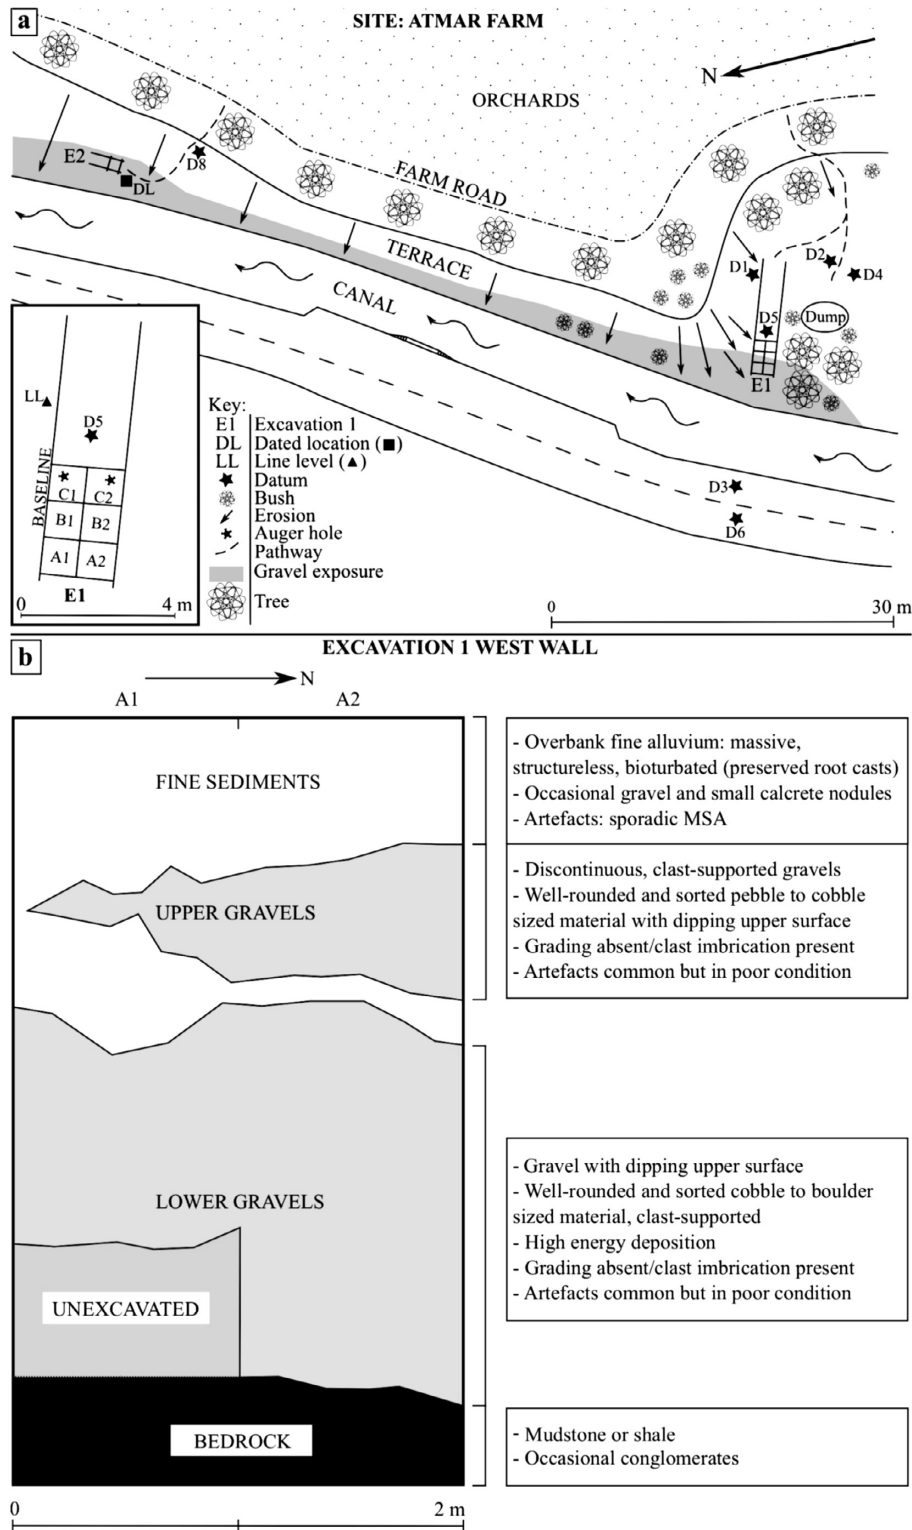 a
SITE: ATMAR FARM
N
ORCHARDS
E2
D8
DL
FARM ROAD
TERRACE
CANAL
D1
D2
D4
D5
Dump
E1
D3
D6
LL
D5
BASELINE
C1
C2
B1
B2
A1
A2
E1
0
4 m
Key:
E1 Excavation 1
DL Dated location (■)
LL Line level (▲)
Datum
Bush
Erosion
Auger hole
Pathway
Gravel exposure
Tree
0
30 m
b
EXCAVATION 1 WEST WALL
N
A1
A2
FINE SEDIMENTS
- Overbank fine alluvium: massive,
structureless, bioturbated (preserved root casts)
- Occasional gravel and small calcrete nodules
- Artefacts: sporadic MSA
UPPER GRAVELS
- Discontinuous, clast-supported gravels
- Well-rounded and sorted pebble to cobble
sized material with dipping upper surface
- Grading absent/clast imbrication present
- Artefacts common but in poor condition
LOWER GRAVELS
- Gravel with dipping upper surface
- Well-rounded and sorted cobble to boulder
sized material, clast-supported
- High energy deposition
- Grading absent/clast imbrication present
- Artefacts common but in poor condition
UNEXCAVATED
BEDROCK
- Mudstone or shale
- Occasional conglomerates
0
2 m